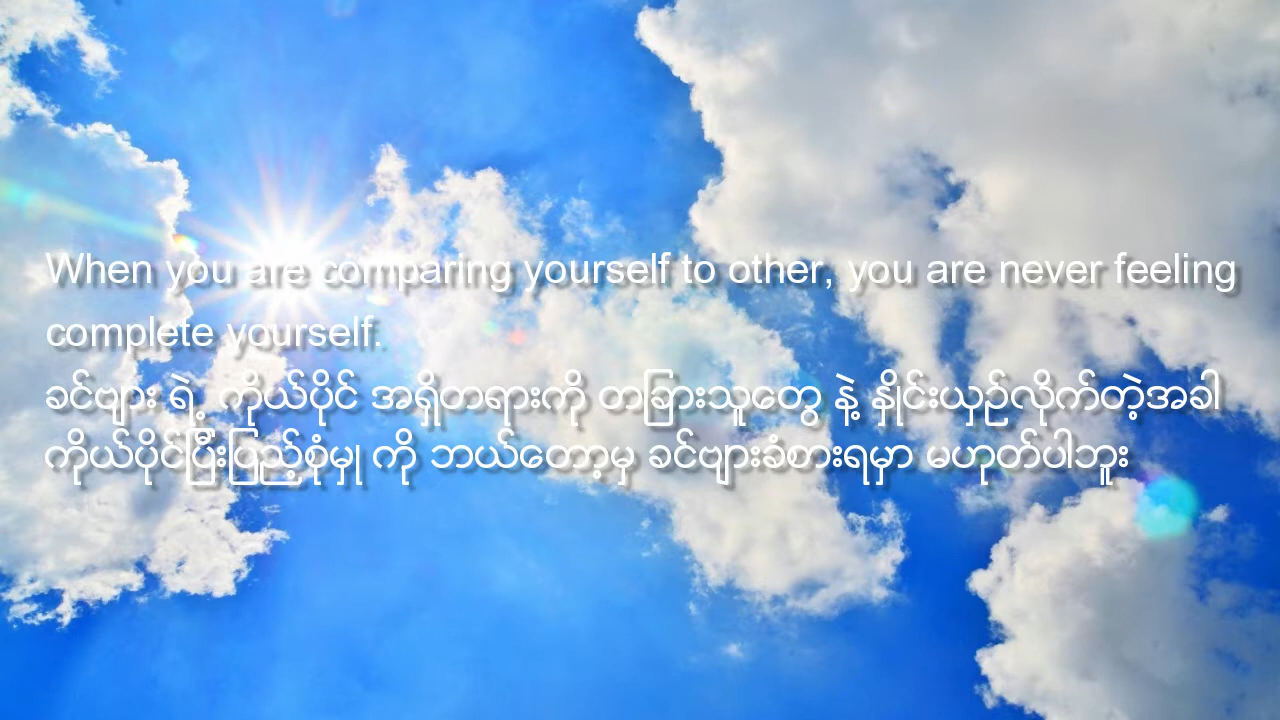 When you are comparing yourself to other, you are never feeling
complete yourself.
ခင်ဗျား ရဲ့ ကိုယ်ပိုင် အရှိတရားကို တခြားသူတွေ နဲ့ နှိုင်းယှဉ်လိုက်တဲ့အခါ
ကိုယ်ပိုင်ပြီးပြည့်စုံမှု ကို ဘယ်တော့မှ ခင်ဗျားခံစားရမှာ မဟုတ်ပါဘူး